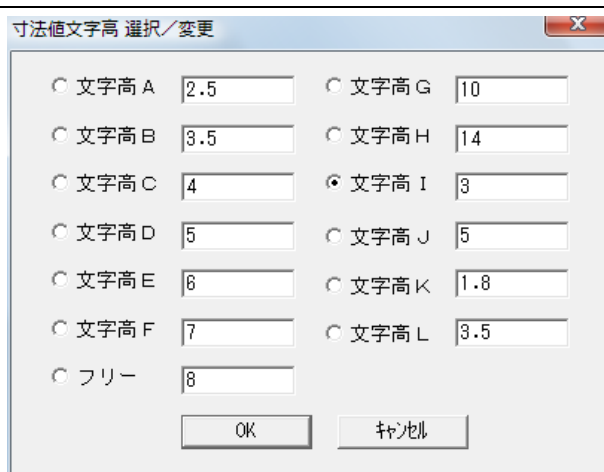 寸法値文字高 選択／変更
文字高Ａ 2.5
文字高Ｂ 3.5
文字高Ｃ 4
文字高Ｄ 5
文字高Ｅ 6
文字高Ｆ 7
フリー 8
文字高Ｇ 10
文字高Ｈ 14
文字高Ｉ 3
文字高Ｊ 5
文字高Ｋ 1.8
文字高Ｌ 3.5
OK
ｷｬﾝｾﾙ